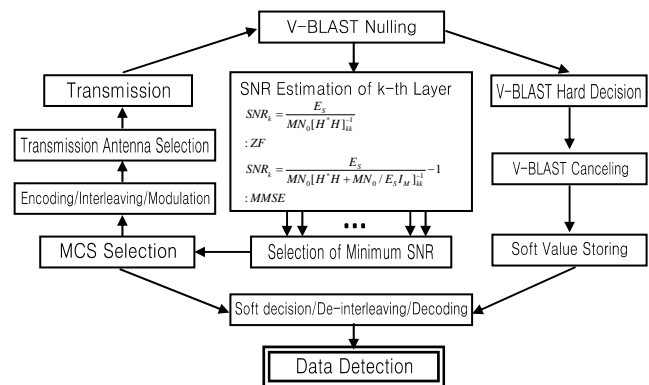 V-BLAST Nulling
Transmission
Transmission Antenna Selection
Encoding/Interleaving/Modulation
MCS Selection
SNR Estimation of k-th Layer
SNR_k = E_S / MN_0[H^*H]^{-1}_{kk}
: ZF
SNR_k = E_S / MN_0[H^*H + MN_0 / E_S I_M]^{-1}_{kk} -1
: MMSE
...
Selection of Minimum SNR
V-BLAST Hard Decision
V-BLAST Canceling
Soft Value Storing
Soft decision/De-interleaving/Decoding
Data Detection